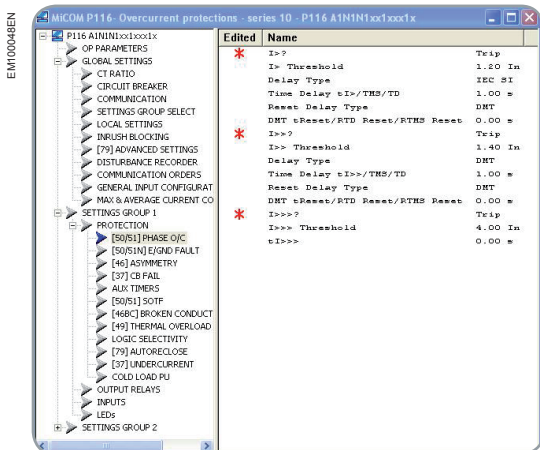 EM100048EN
MiCOM P116- Overcurrent protections - series 10 - P116 A1N1N1xx1xxx1x
P116 A1N1N1xx1xxx1x
OP PARAMETERS
GLOBAL SETTINGS
CT RATIO
CIRCUIT BREAKER
COMMUNICATION
SETTINGS GROUP SELECT
LOCAL SETTINGS
INRUSH BLOCKING
[79] ADVANCED SETTINGS
DISTURBANCE RECORDER
COMMUNICATION ORDERS
GENERAL INPUT CONFIGURAT
MAX & AVERAGE CURRENT CO
SETTINGS GROUP 1
PROTECTION
[50/51] PHASE O/C
[50/51N] E/GND FAULT
[46] ASYMMETRY
[37] CB FAIL
AUX TIMERS
[50/51] SOTF
[46BC] BROKEN CONDUCT
[49] THERMAL OVERLOAD
LOGIC SELECTIVITY
[79] AUTORECLOSE
[37] UNDERCURRENT
COLD LOAD PU
OUTPUT RELAYS
INPUTS
LEDs
SETTINGS GROUP 2
Edited Name
I>? Trip
I> Threshold 1.20 In
Delay Type IEC SI
Time Delay tI>/TMS/TD 1.00 s
Reset Delay Type DMT
DMT tReset/RTD Reset/RTMS Reset 0.00 s
I>>? Trip
I>> Threshold 1.40 In
Delay Type DMT
Time Delay tI>>/TMS/TD 1.00 s
Reset Delay Type DMT
DMT tReset/RTD Reset/RTMS Reset 0.00 s
I>>>? Trip
I>>> Threshold 4.00 In
tI>>> 0.00 s